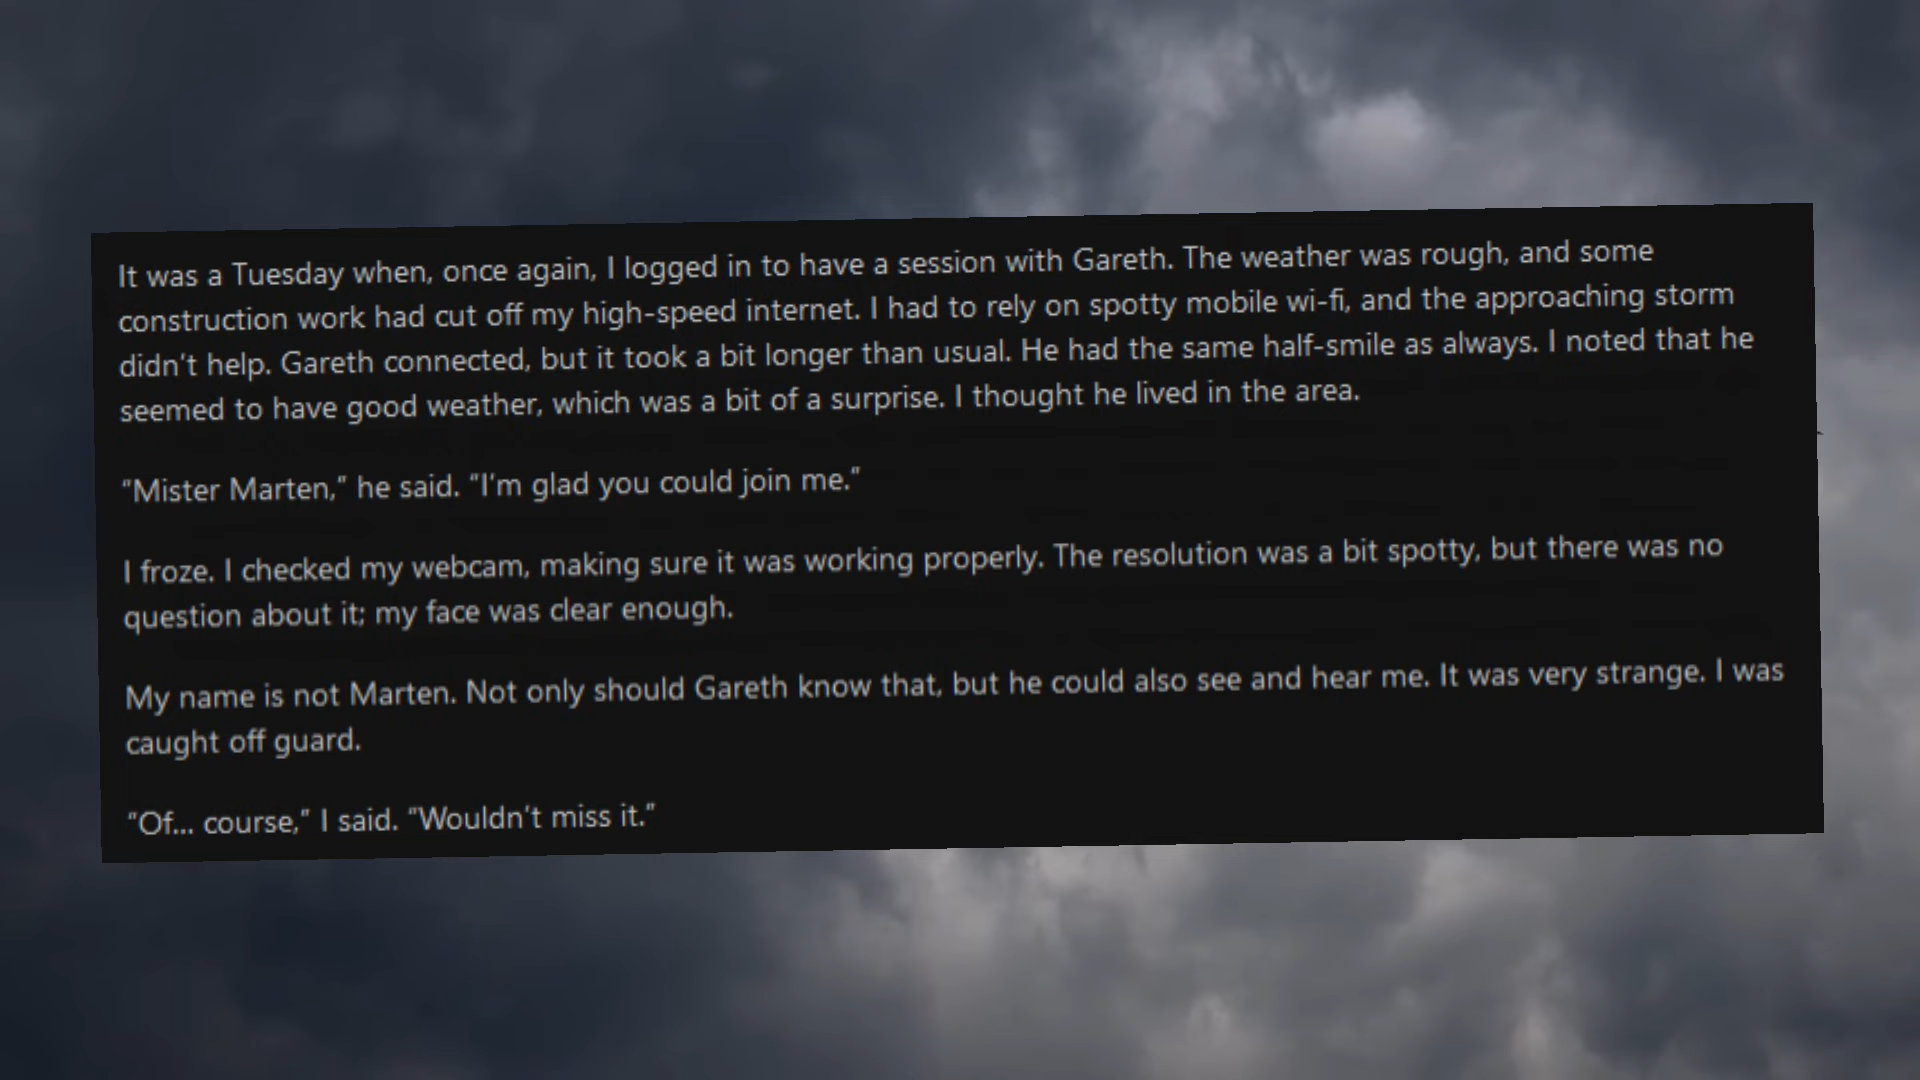 It was a Tuesday when, once again, I logged in to have a session with Gareth. The weather was rough, and some
construction work had cut off my high-speed internet. I had to rely on spotty mobile wi-fi, and the approaching storm
didn't help. Gareth connected, but it took a bit longer than usual. He had the same half-smile as always. I noted that he
seemed to have good weather, which was a bit of a surprise. I thought he lived in the area.
“Mister Marten,” he said. “I'm glad you could join me.”
I froze. I checked my webcam, making sure it was working properly. The resolution was a bit spotty, but there was no
question about it; my face was clear enough.
My name is not Marten. Not only should Gareth know that, but he could also see and hear me. It was very strange. I was
caught off guard.
“Of... course,” I said. “Wouldn't miss it.”